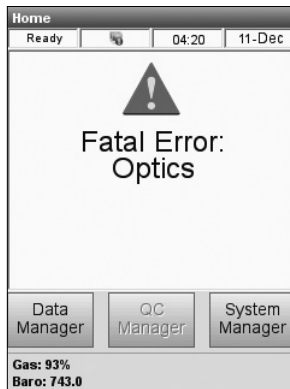 Home
Ready 04:20 11-Dec
Fatal Error:
Optics
Data QC System
Manager Manager Manager
Gas: 93%
Baro: 743.0